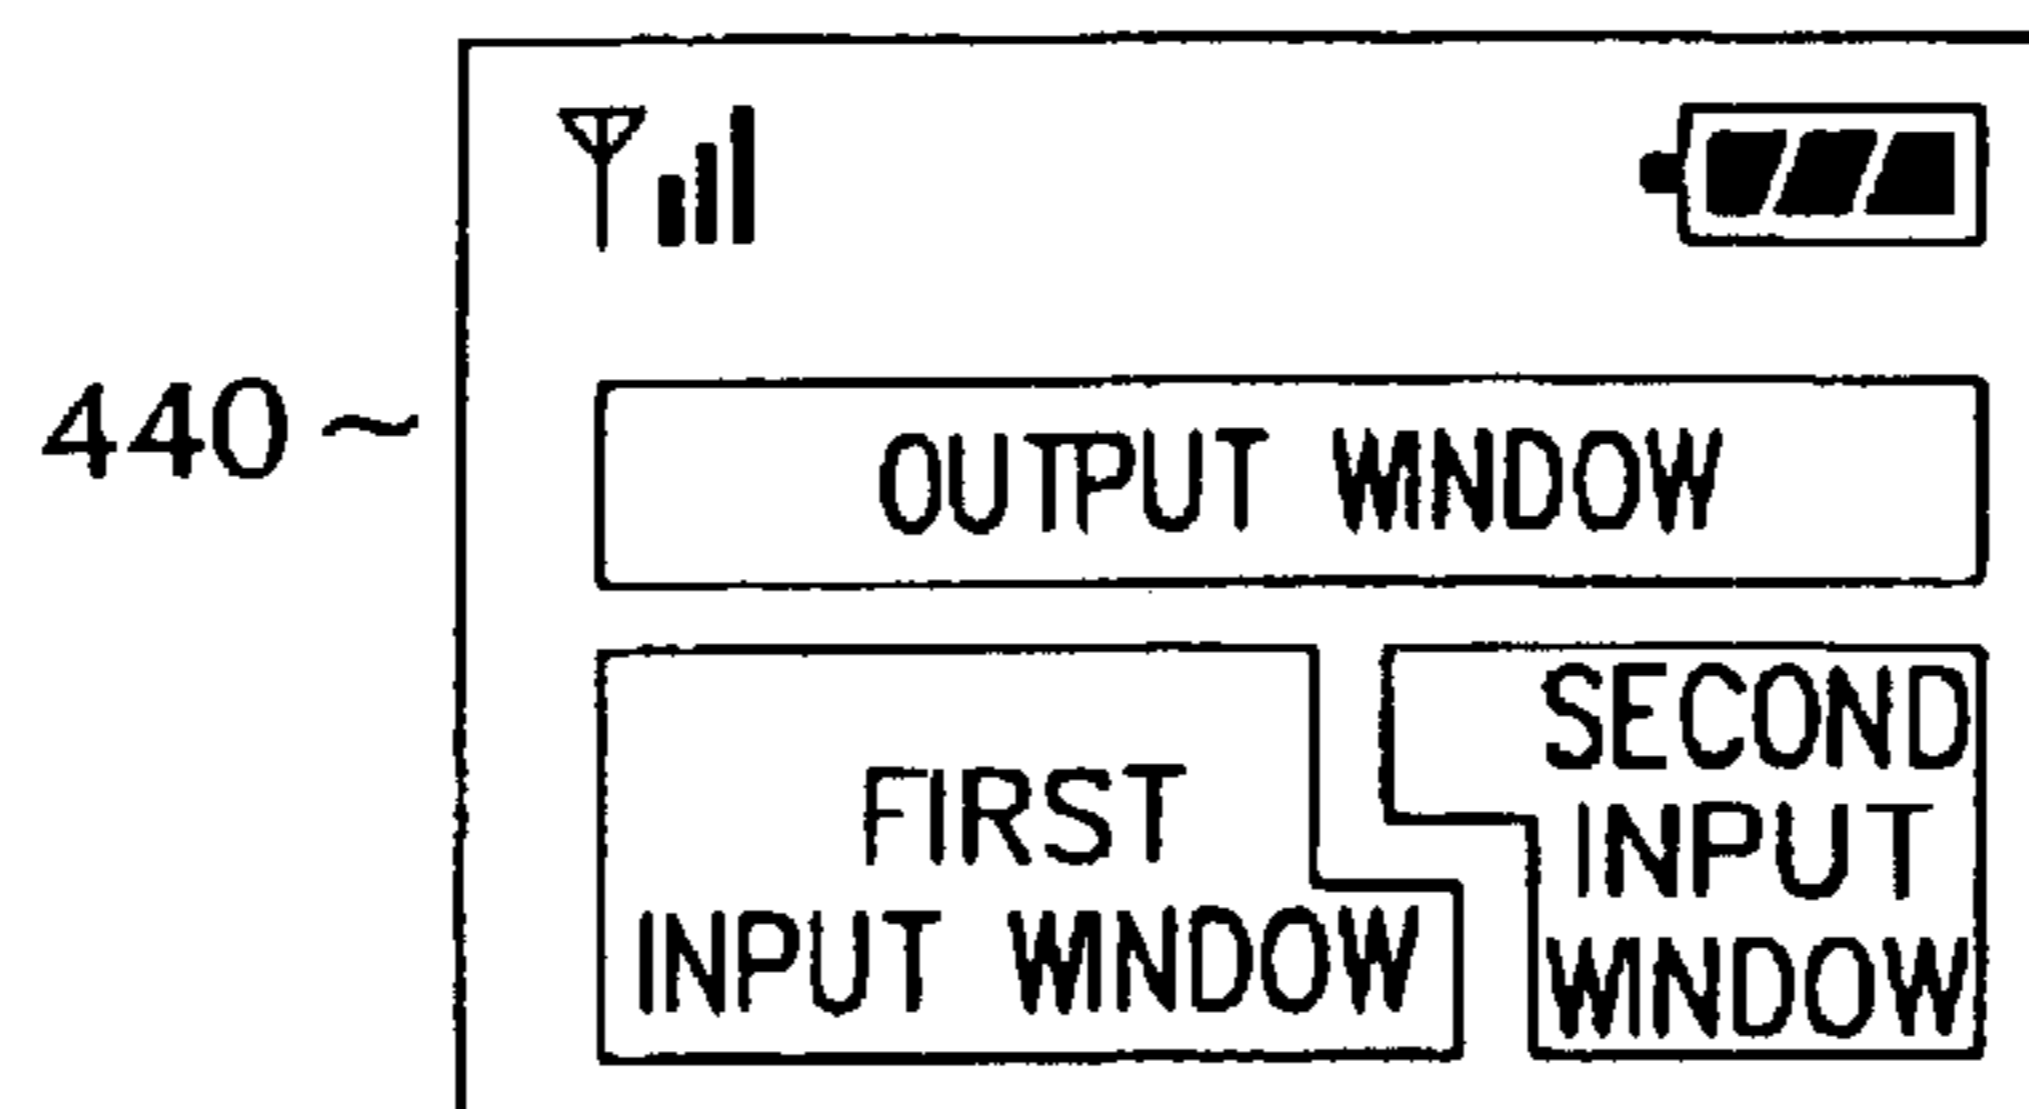 440~
OUTPUT WINDOW
FIRST
INPUT WINDOW
SECOND
INPUT
WINDOW